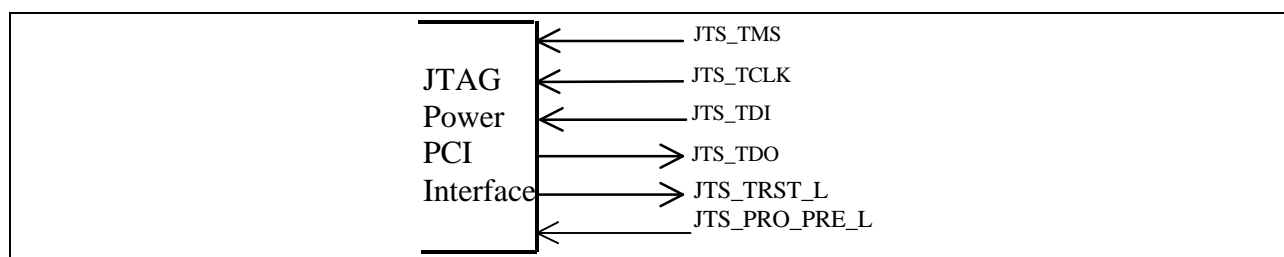 JTS_TMS
JTAG
JTS_TCLK
Power
JTS_TDI
PCI
JTS_TDO
Interface
JTS_TRST_L
JTS_PRO_PRE_L